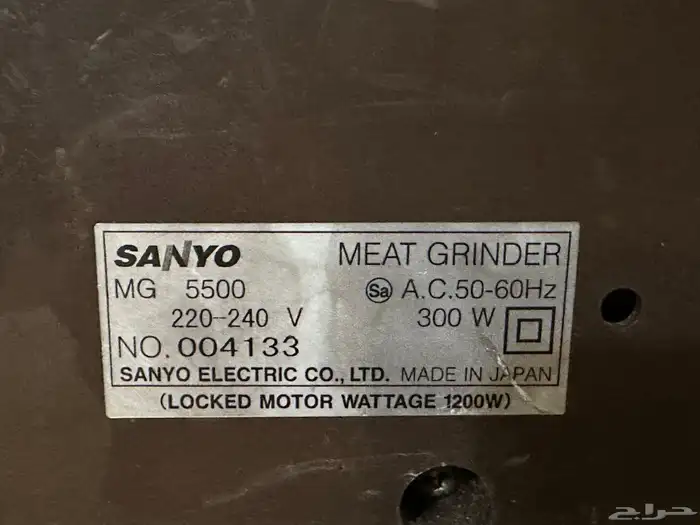 SANYO MEAT GRINDER
MG 5500 Sa A.C.50-60Hz
220-240 V 300 W
NO. 004133
SANYO ELECTRIC CO., LTD. MADE IN JAPAN
(LOCKED MOTOR WATTAGE 1200W)
حراج